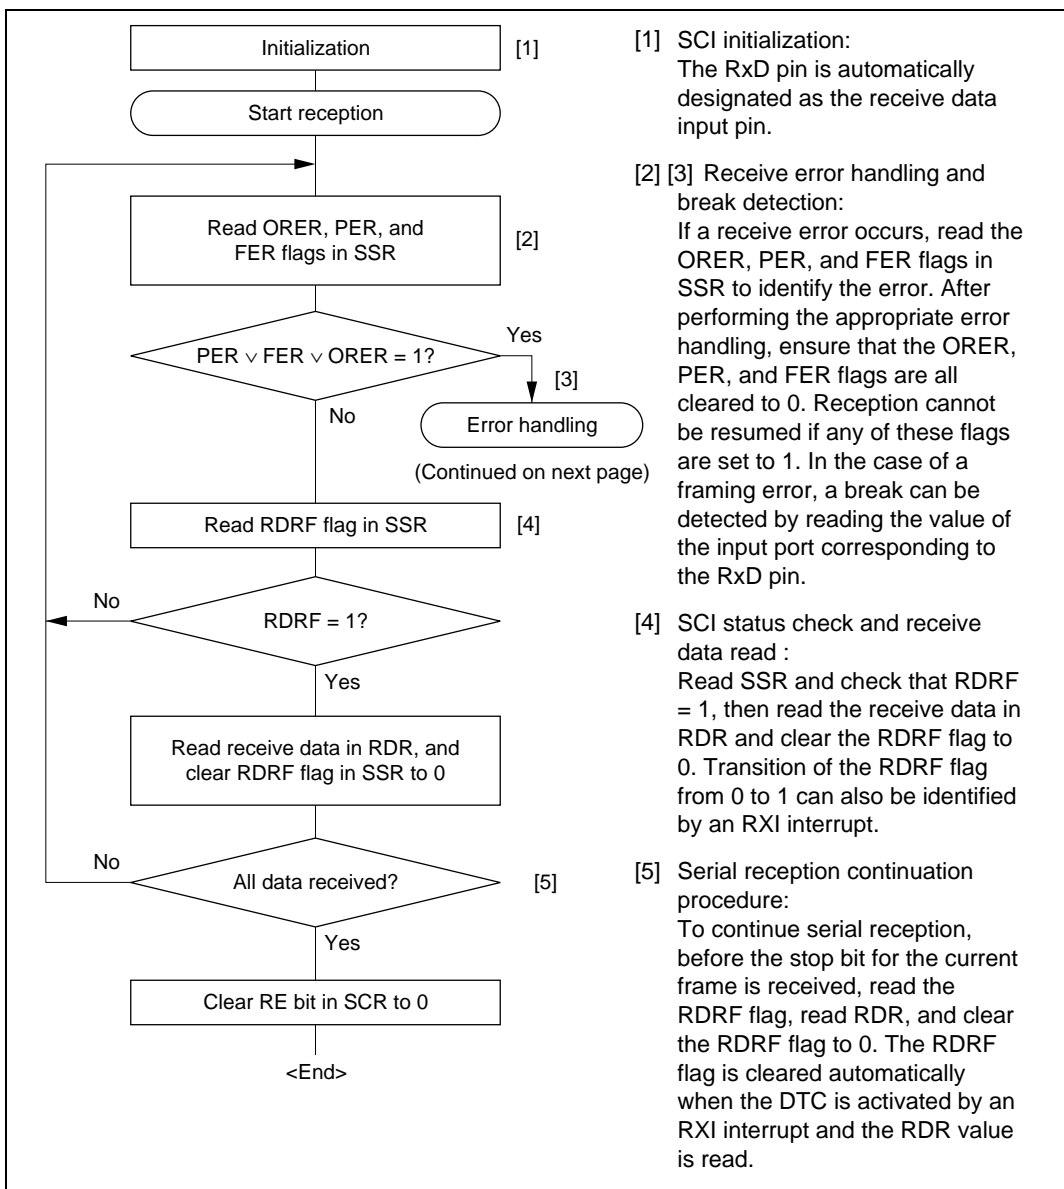 Initialization
[1]
Start reception
Read ORER, PER, and
FER flags in SSR
[2]
PER ∨ FER ∨ ORER = 1?
Yes
[3]
Error handling
(Continued on next page)
No
Read RDRF flag in SSR
[4]
No
RDRF = 1?
Yes
Read receive data in RDR, and
clear RDRF flag in SSR to 0
No
All data received?
[5]
Yes
Clear RE bit in SCR to 0
<End>
[1] SCI initialization:
The RxD pin is automatically
designated as the receive data
input pin.
[2] [3] Receive error handling and
break detection:
If a receive error occurs, read the
ORER, PER, and FER flags in
SSR to identify the error. After
performing the appropriate error
handling, ensure that the ORER,
PER, and FER flags are all
cleared to 0. Reception cannot
be resumed if any of these flags
are set to 1. In the case of a
framing error, a break can be
detected by reading the value of
the input port corresponding to
the RxD pin.
[4] SCI status check and receive
data read :
Read SSR and check that RDRF
= 1, then read the receive data in
RDR and clear the RDRF flag to
0. Transition of the RDRF flag
from 0 to 1 can also be identified
by an RXI interrupt.
[5] Serial reception continuation
procedure:
To continue serial reception,
before the stop bit for the current
frame is received, read the
RDRF flag, read RDR, and clear
the RDRF flag to 0. The RDRF
flag is cleared automatically
when the DTC is activated by an
RXI interrupt and the RDR value
is read.